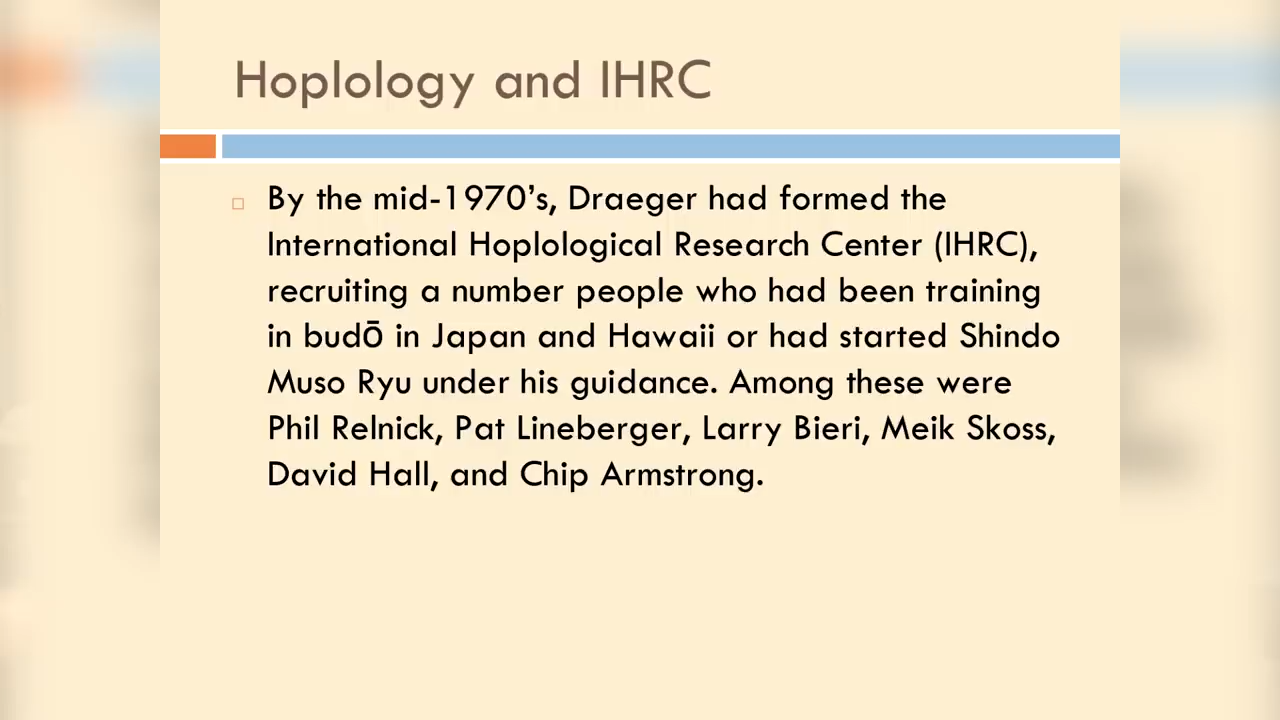 Hoplology and IHRC
By the mid-1970’s, Draeger had formed the
International Hoplological Research Center (IHRC),
recruiting a number people who had been training
in budō in Japan and Hawaii or had started Shindo
Muso Ryu under his guidance. Among these were
Phil Relnick, Pat Lineberger, Larry Bieri, Meik Skoss,
David Hall, and Chip Armstrong.